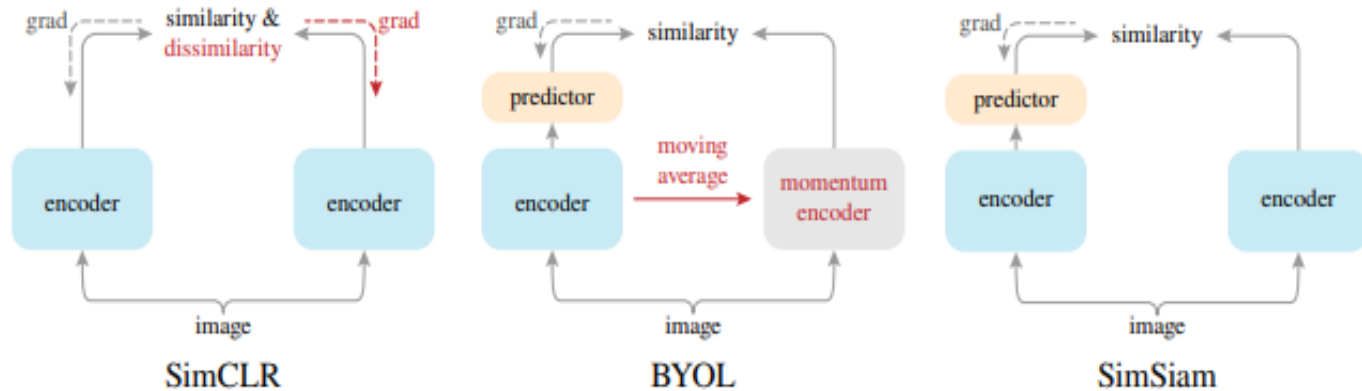 grad
similarity &
dissimilarity
grad
encoder
encoder
image
SimCLR
grad
similarity
predictor
encoder
moving
average
momentum
encoder
image
BYOL
grad
similarity
predictor
encoder
encoder
image
SimSiam